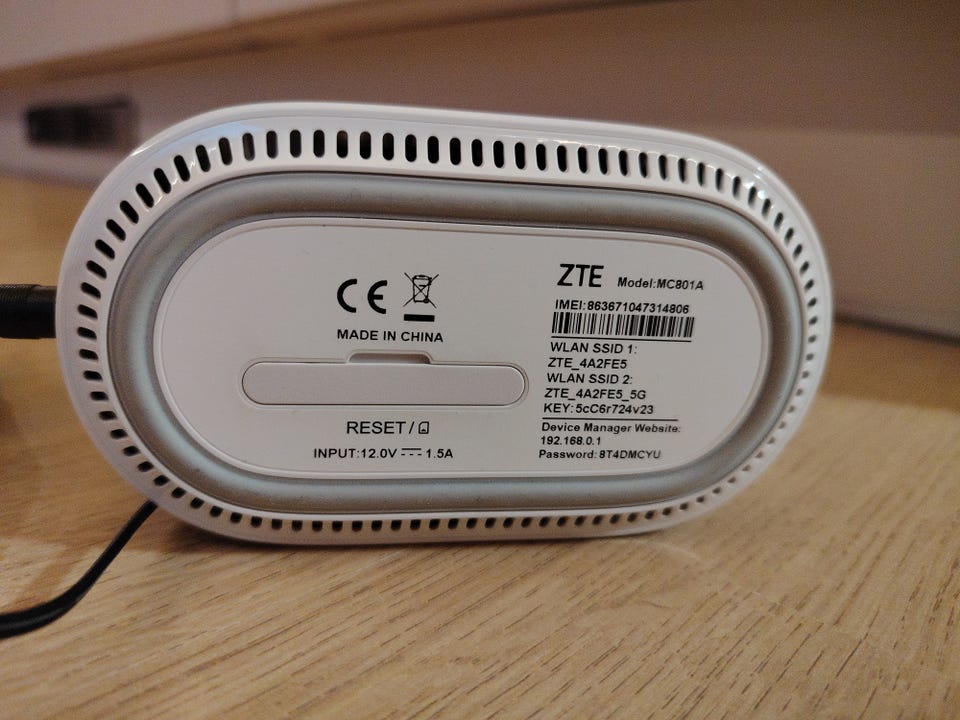 CE
MADE IN CHINA
RESET /
INPUT:12.0V 1.5A
ZTE Model:MC801A
IMEI:863671047314806
WLAN SSID 1:
ZTE_4A2FE5
WLAN SSID 2:
ZTE_4A2FE5_5G
KEY:5cC6r724v23
Device Manager Website:
192.168.0.1
Password:8T4DMCYU